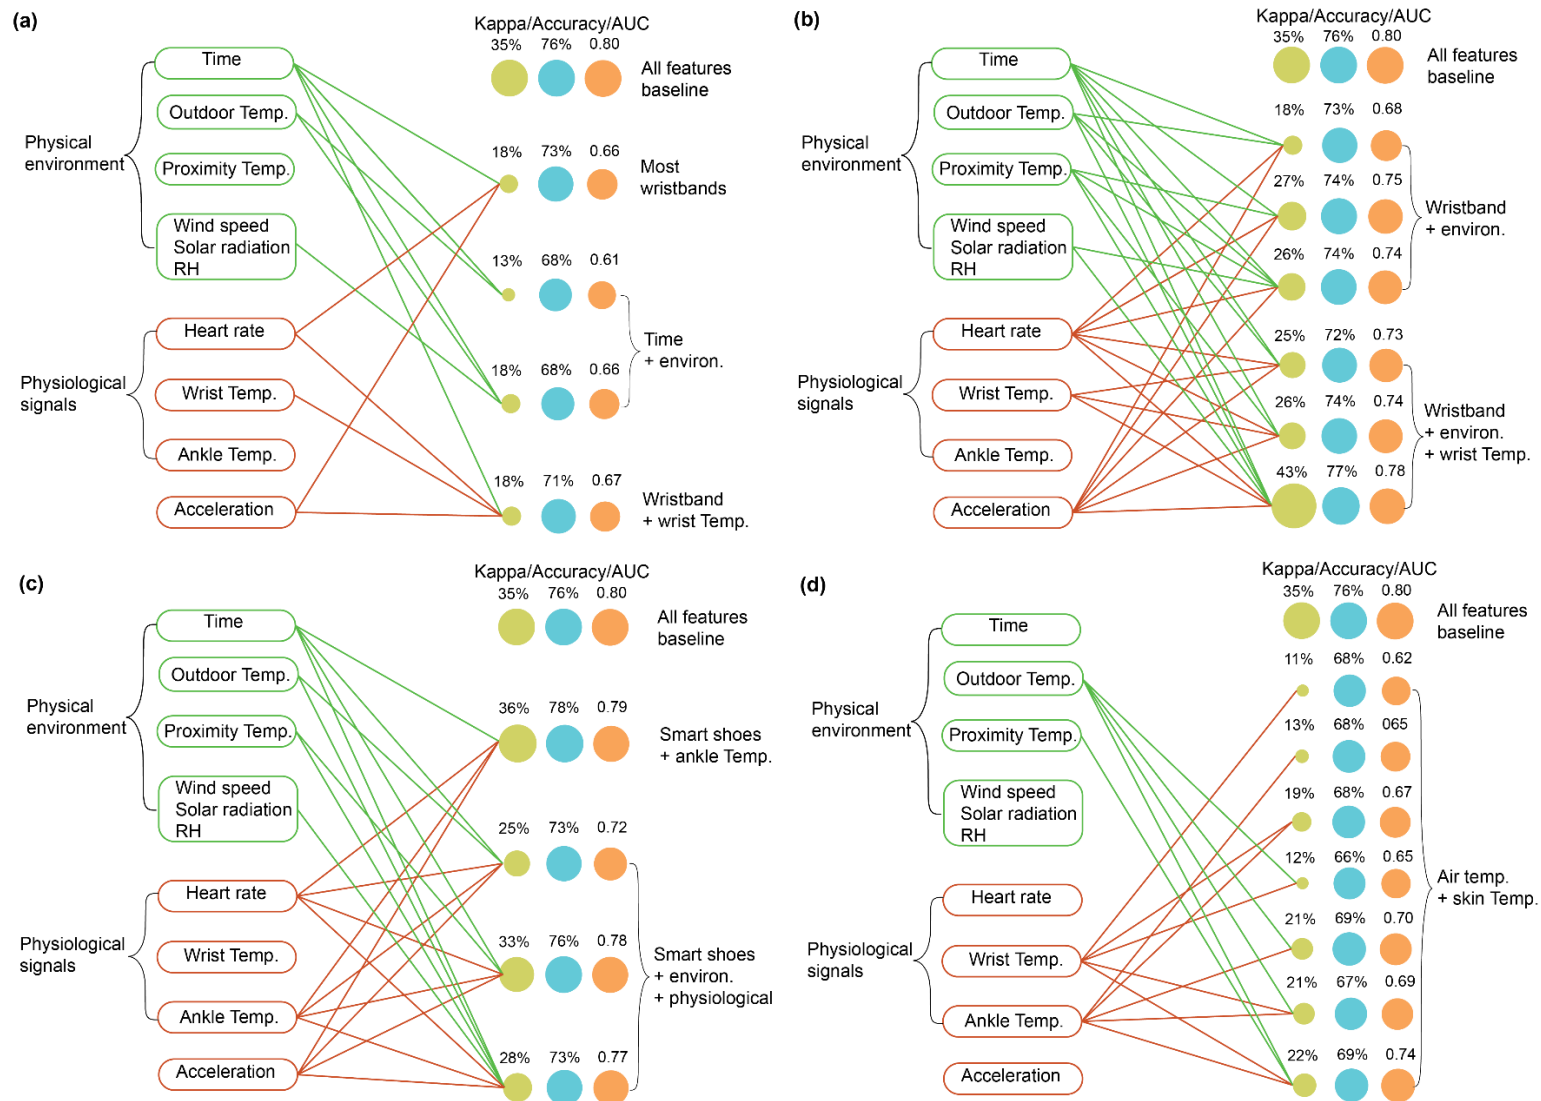 (a)
Kappa/Accuracy/AUC
35% 76% 0.80
All features
baseline
Time
Outdoor Temp.
Physical
environment
Proximity Temp.
Wind speed
Solar radiation
RH
18% 73% 0.66
Most
wristbands
13% 68% 0.61
Time
+ environ.
18% 68% 0.66
Heart rate
Physiological
signals
Wrist Temp.
Ankle Temp.
Acceleration
18% 71% 0.67
Wristband
+ wrist Temp.
(b)
Kappa/Accuracy/AUC
35% 76% 0.80
All features
baseline
Time
Outdoor Temp.
Physical
environment
Proximity Temp.
Wind speed
Solar radiation
RH
18% 73% 0.68
27% 74% 0.75
Wristband
+ environ.
26% 74% 0.74
Heart rate
Physiological
signals
Wrist Temp.
Ankle Temp.
Acceleration
25% 72% 0.73
26% 74% 0.74
Wristband
+ environ.
+ wrist Temp.
43% 77% 0.78
(c)
Kappa/Accuracy/AUC
35% 76% 0.80
All features
baseline
Time
Outdoor Temp.
Physical
environment
Proximity Temp.
Wind speed
Solar radiation
RH
36% 78% 0.79
Smart shoes
+ ankle Temp.
25% 73% 0.72
Heart rate
Physiological
signals
Wrist Temp.
Ankle Temp.
Acceleration
33% 76% 0.78
Smart shoes
+ environ.
+ physiological
28% 73% 0.77
(d)
Kappa/Accuracy/AUC
35% 76% 0.80
All features
baseline
Time
Outdoor Temp.
Physical
environment
Proximity Temp.
Wind speed
Solar radiation
RH
11% 68% 0.62
13% 68% 065
19% 68% 0.67
12% 66% 0.65
Air temp.
+ skin Temp.
Heart rate
Physiological
signals
Wrist Temp.
Ankle Temp.
Acceleration
21% 69% 0.70
21% 67% 0.69
22% 69% 0.74